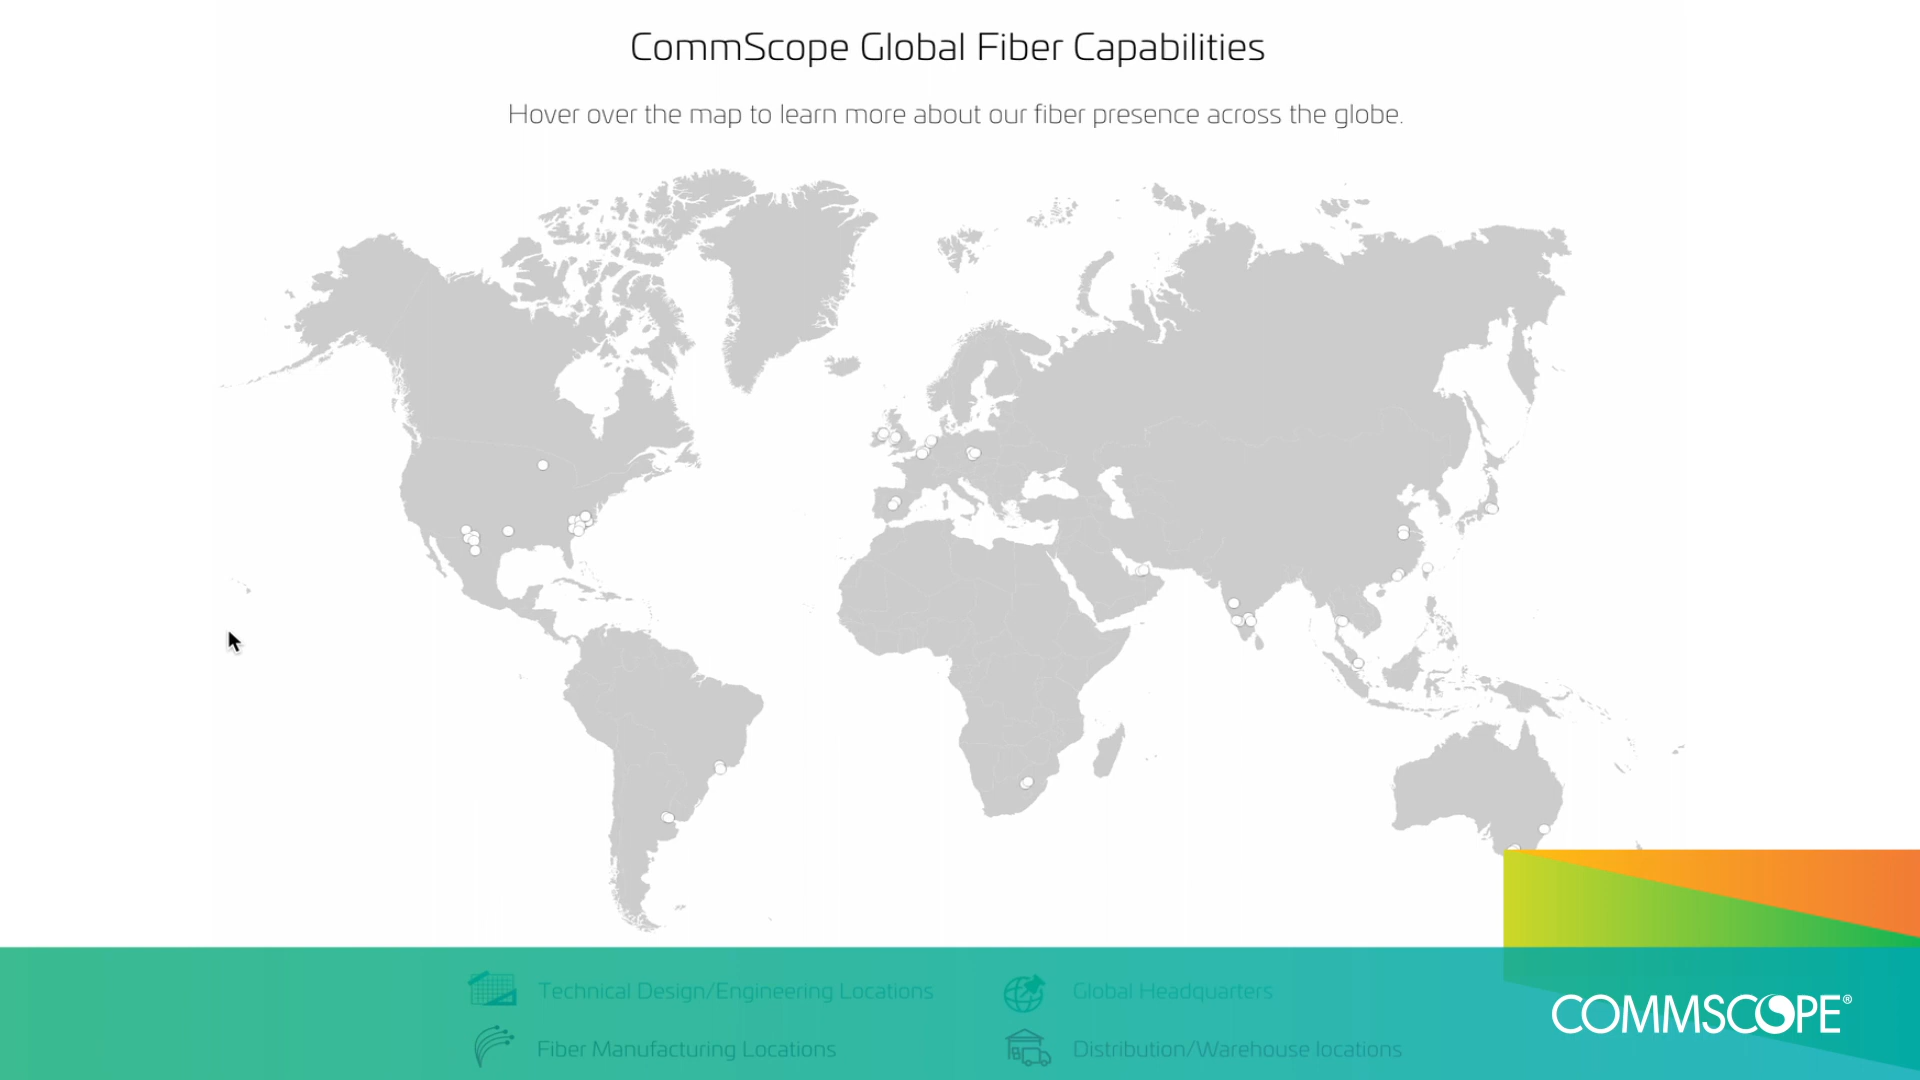 CommScope Global Fiber Capabilities
Hover over the map to learn more about our fiber presence across the globe.
Technical Design/Engineering Locations
Global Headquarters
Fiber Manufacturing Locations
Distribution/Warehouse locations
COMMSCOPE®